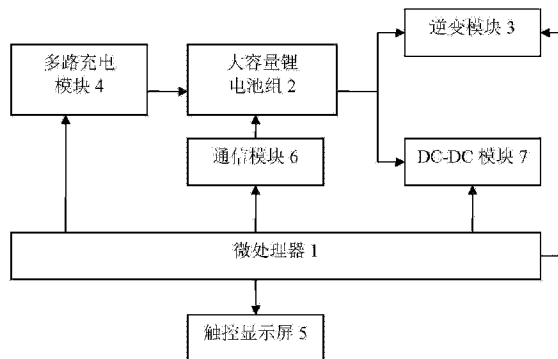 多路充电
模块 4
大容量锂
电池组 2
逆变模块 3
通信模块 6
DC-DC 模块 7
微处理器 1
触控显示屏 5